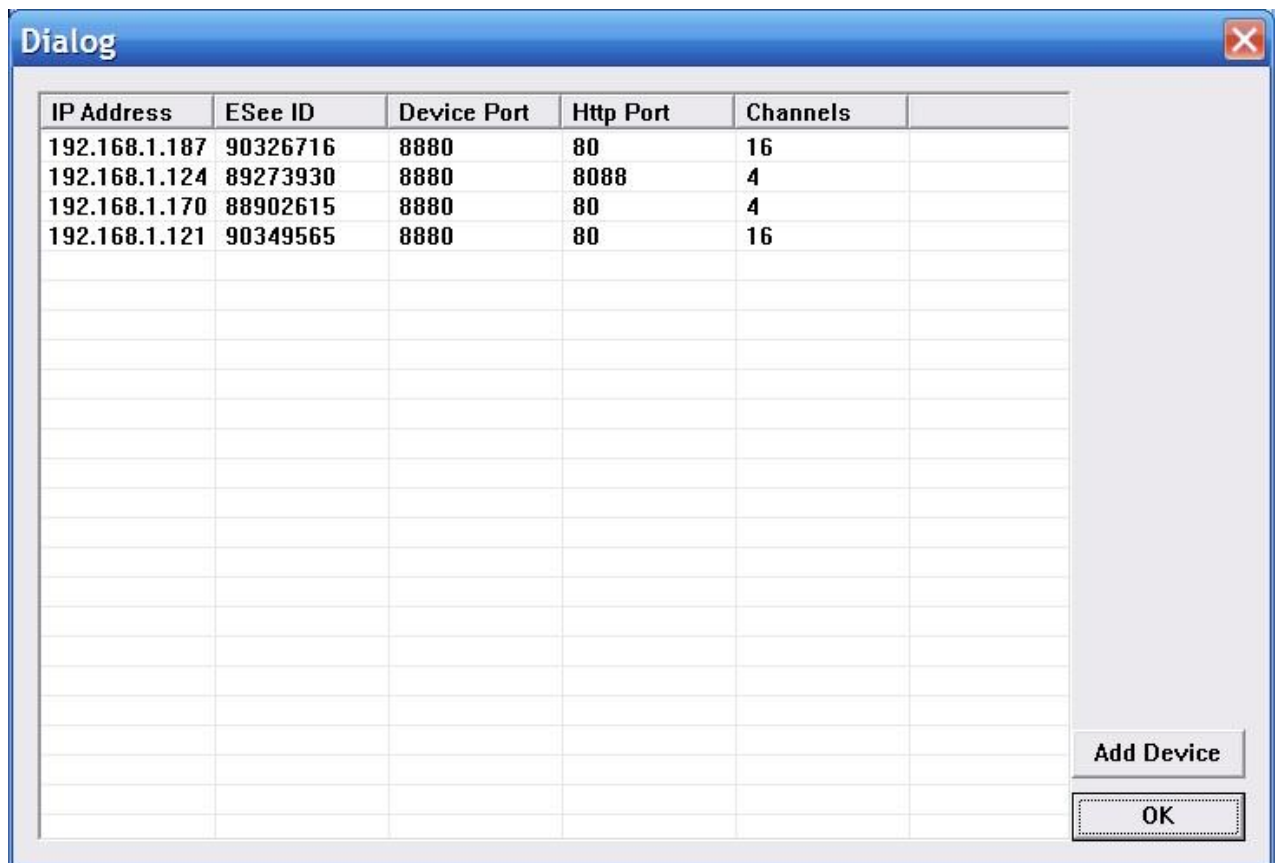 Dialog
IP Address ESee ID Device Port Http Port Channels
192.168.1.187 90326716 8880 80 16
192.168.1.124 89273930 8880 8088 4
192.168.1.170 88902615 8880 80 4
192.168.1.121 90349565 8880 80 16
Add Device
OK